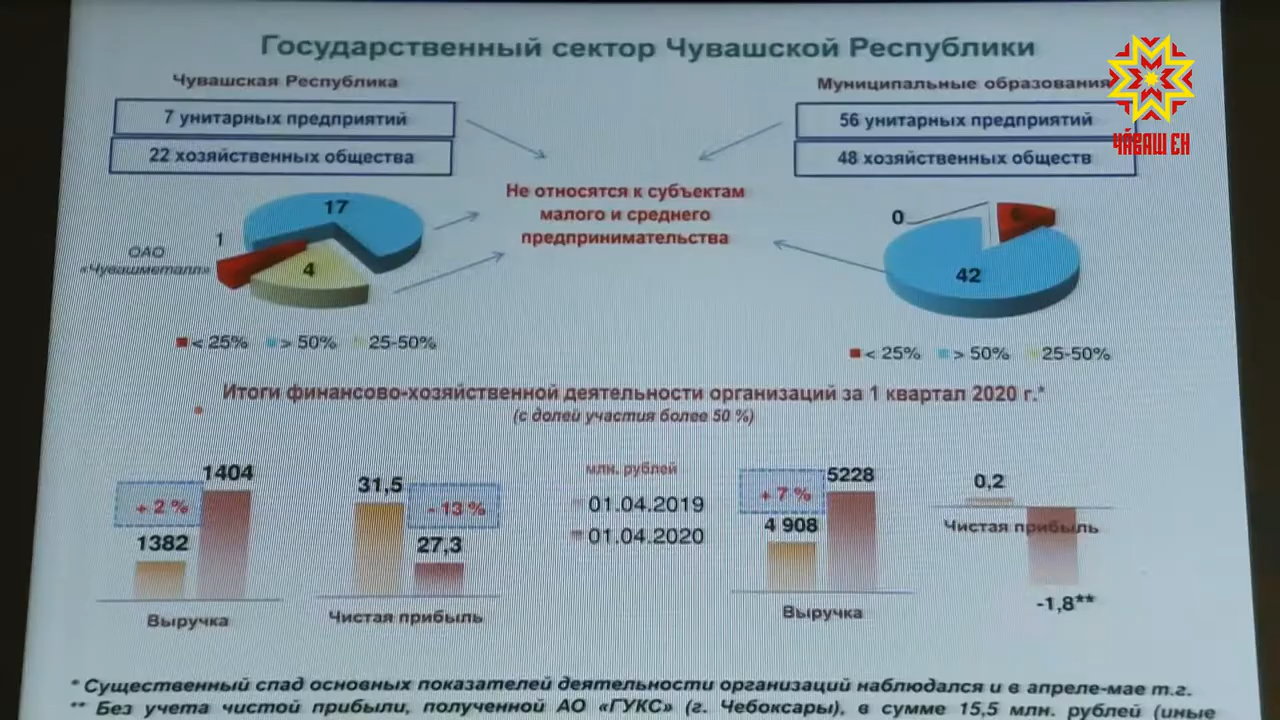 Государственный сектор Чувашской Республики
Чувашская Республика
7 унитарных предприятий
22 хозяйственных общества
Муниципальные образования
56 унитарных предприятий
48 хозяйственных обществ
ЧĂВАШ ЕН
Не относятся к субъектам
малого и среднего
предпринимательства
17
1
ОАО
«Чувашметалл»
4
< 25% > 50% 25-50%
0
6
42
< 25% > 50% 25-50%
Итоги финансово-хозяйственной деятельности организаций за 1 квартал 2020 г.*
(с долей участия более 50 %)
1404
+ 2 %
1382
Выручка
31,5
- 13 %
27,3
Чистая прибыль
млн. рублей
01.04.2019
01.04.2020
5228
+ 7 %
4 908
Выручка
0,2
Чистая прибыль
-1,8**
* Существенный спад основных показателей деятельности организаций наблюдался и в апреле-мае т.г.
** Без учета чистой прибыли, полученной АО «ГУКС» (г. Чебоксары), в сумме 15,5 млн. рублей (иные